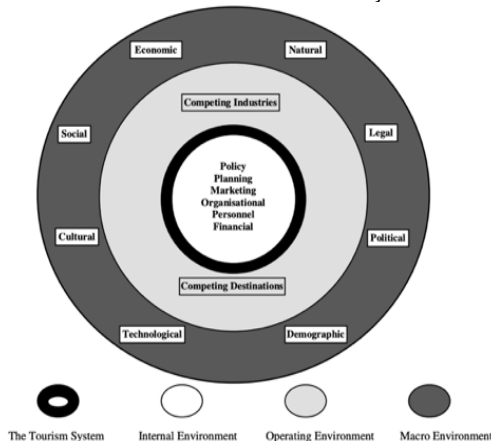 Economic
Natural
Competing Industries
Social
Legal
Policy
Planning
Marketing
Organisational
Personnel
Financial
Cultural
Political
Competing Destinations
Technological
Demographic
The Tourism System
Internal Environment
Operating Environment
Macro Environment